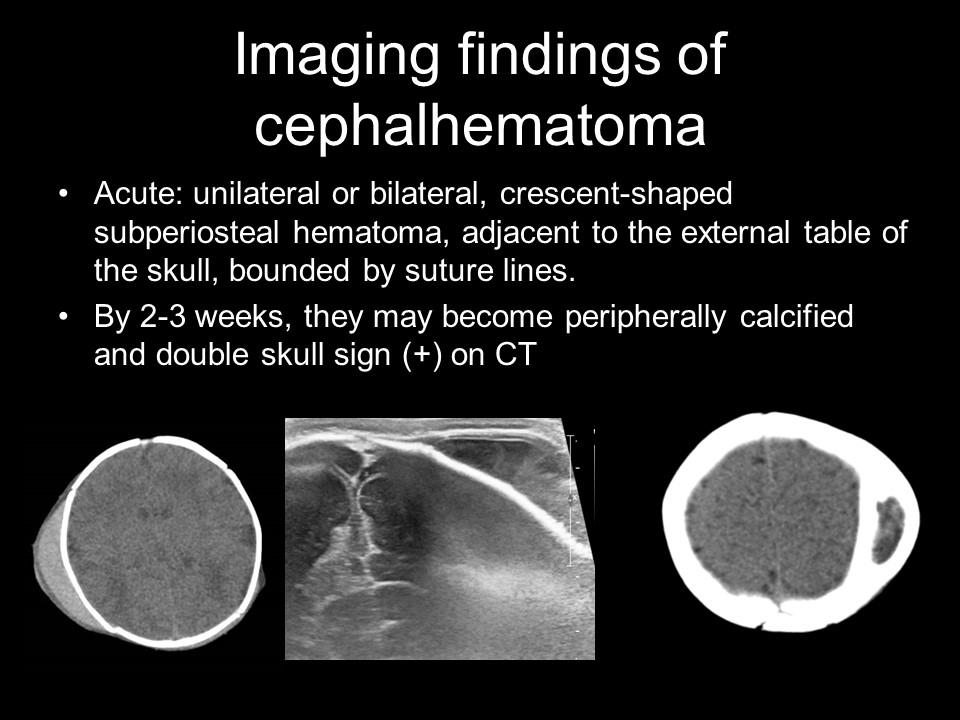 Imaging findings of
cephalhematoma
• Acute: unilateral or bilateral, crescent-shaped
subperiosteal hematoma, adjacent to the external table of
the skull, bounded by suture lines.
• By 2-3 weeks, they may become peripherally calcified
and double skull sign (+) on CT